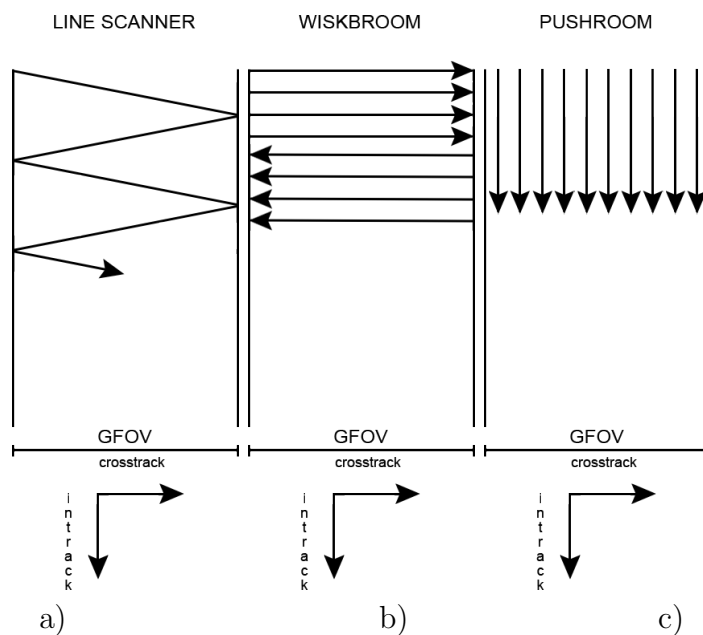 LINE SCANNER
WISKBROOM
PUSHROOM
GFOV
GFOV
GFOV
crosstrack
crosstrack
crosstrack
intrack
intrack
intrack
a)
b)
c)